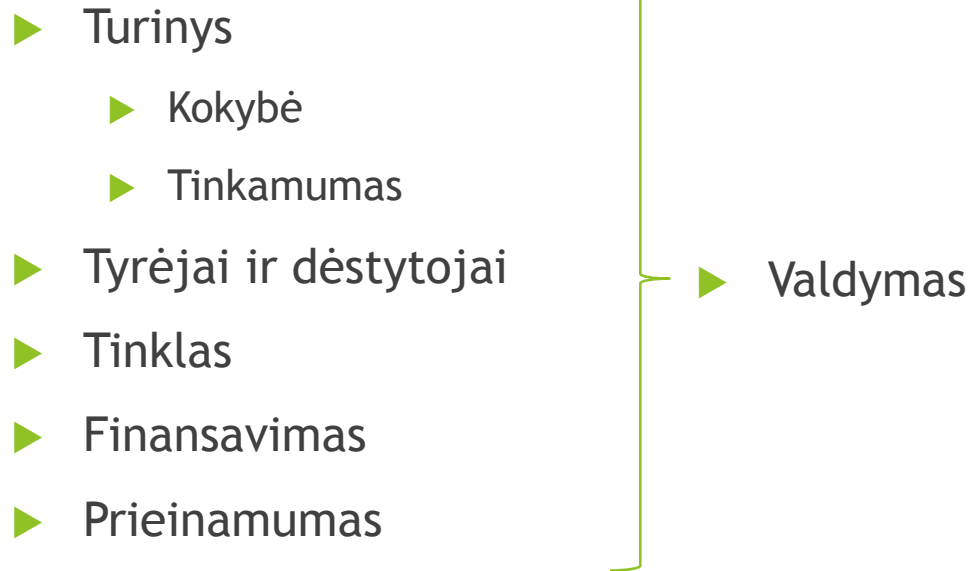 Turinys
Kokybė
Tinkamumas
Tyrėjai ir dėstytojai
Tinklas
Finansavimas
Prieinamumas
Valdymas